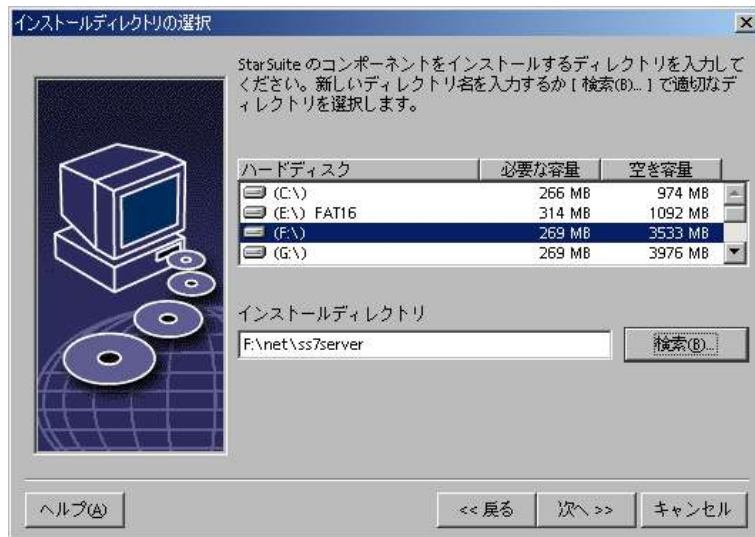 インストールディレクトリの選択
StarSuite のコンポーネントをインストールするディレクトリを入力して
ください。新しいディレクトリ名を入力するか [ 検索(B)... ] で適切なデ
ィレクトリを選択します。
ハードディスク 必要な容量 空き容量
(C:\) 266 MB 974 MB
(E:\) FAT16 314 MB 1092 MB
(F:\) 269 MB 3533 MB
(G:\) 269 MB 3976 MB
インストールディレクトリ
F:\net\ss7server 検索(B)...
ヘルプ(A) << 戻る 次へ >> キャンセル